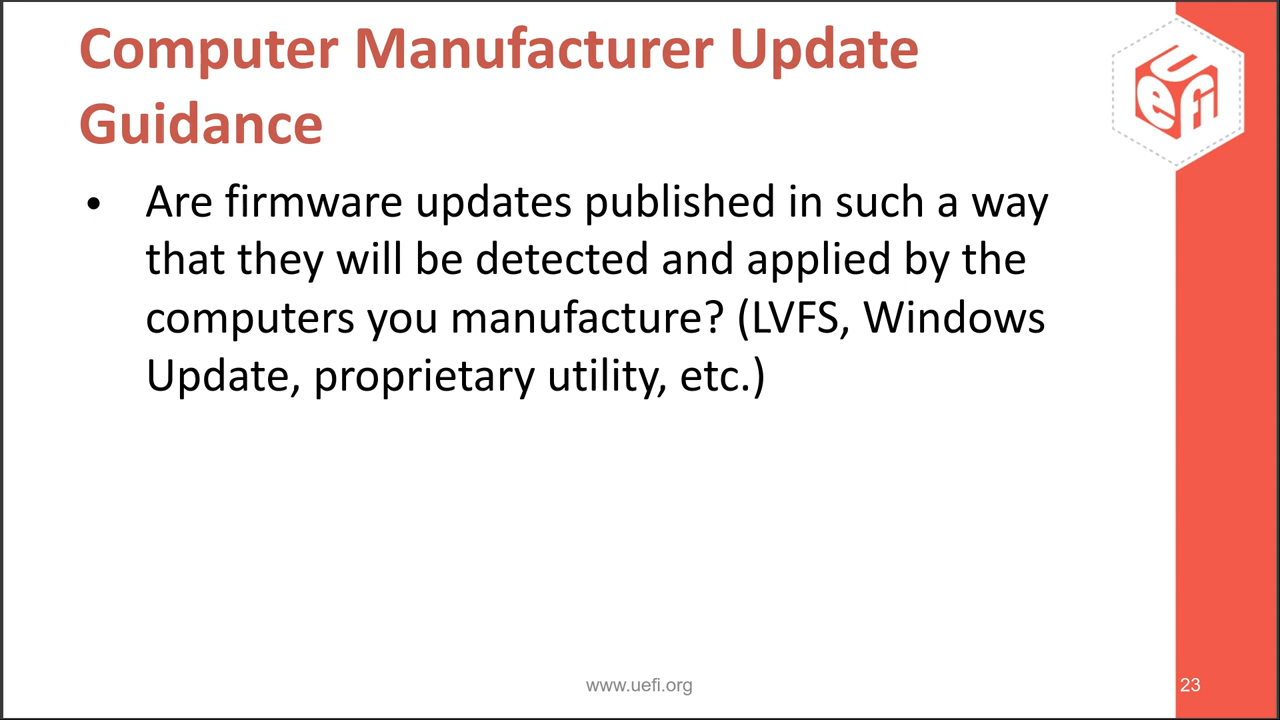 Computer Manufacturer Update
Guidance
uefi
• Are firmware updates published in such a way
that they will be detected and applied by the
computers you manufacture? (LVFS, Windows
Update, proprietary utility, etc.)
www.uefi.org
23